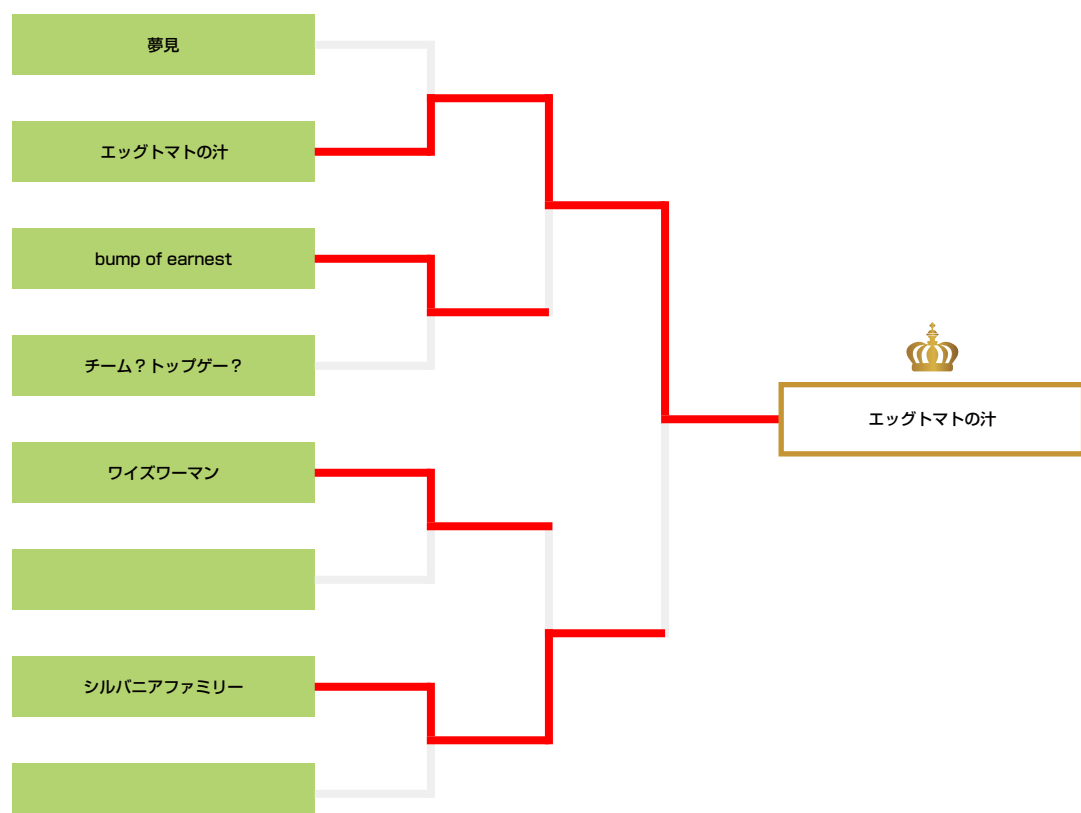 夢見
エッグトマトの汁
bump of earnest
チーム？トップゲー？
ワイズワーマン
シルバニアファミリー
エッグトマトの汁